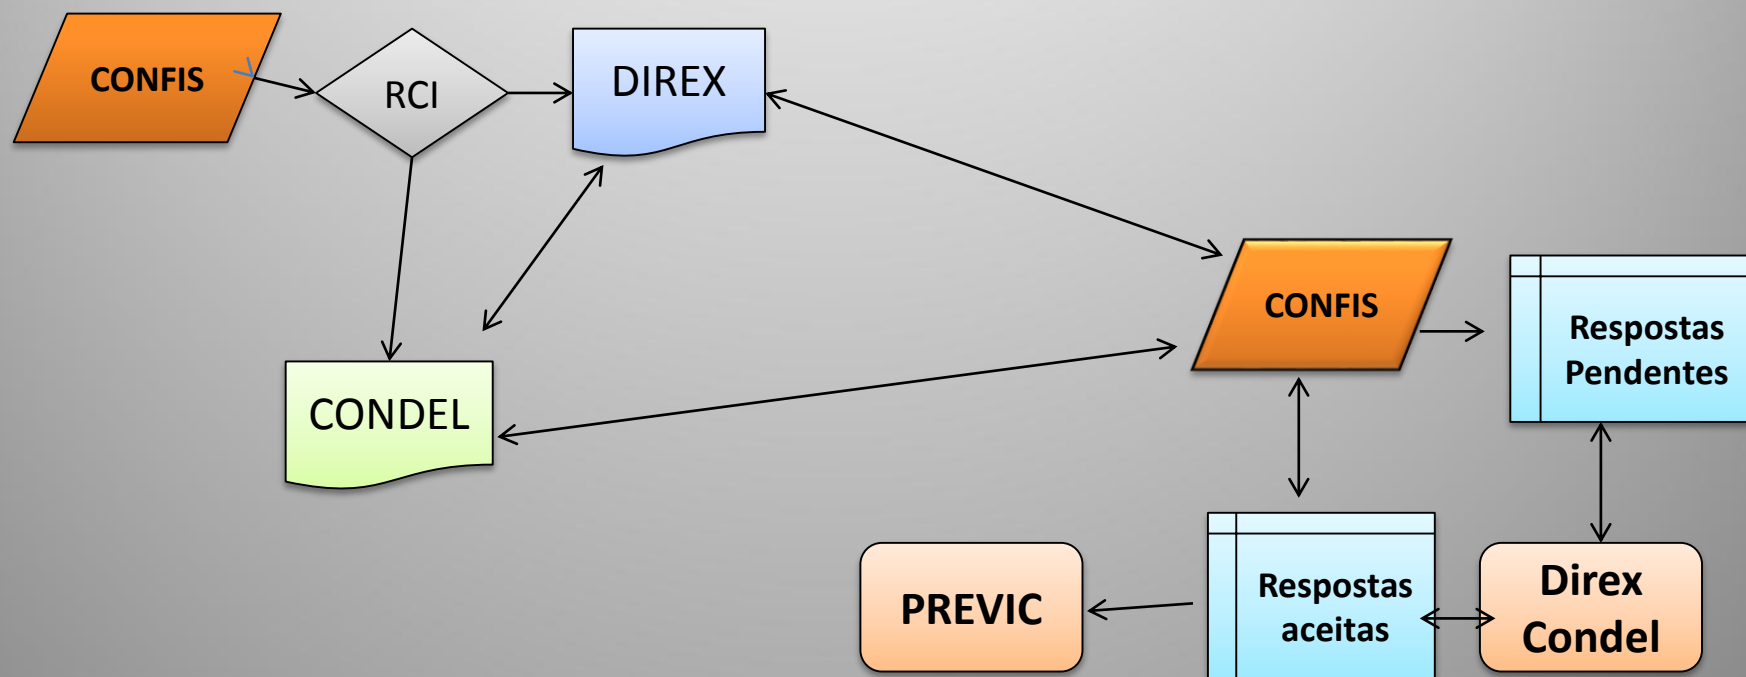 CONFIS
RCI
DIREX
CONDEL
CONFIS
Respostas
Pendentes
PREVIC
Respostas
aceitas
Direx
Condel